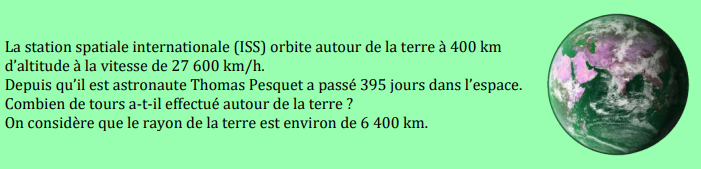 La station spatiale internationale (ISS) orbite autour de la terre à 400 km
d’altitude à la vitesse de 27 600 km/h.
Depuis qu’il est astronaute Thomas Pesquet a passé 395 jours dans l’espace.
Combien de tours a-t-il effectué autour de la terre ?
On considère que le rayon de la terre est environ de 6 400 km.